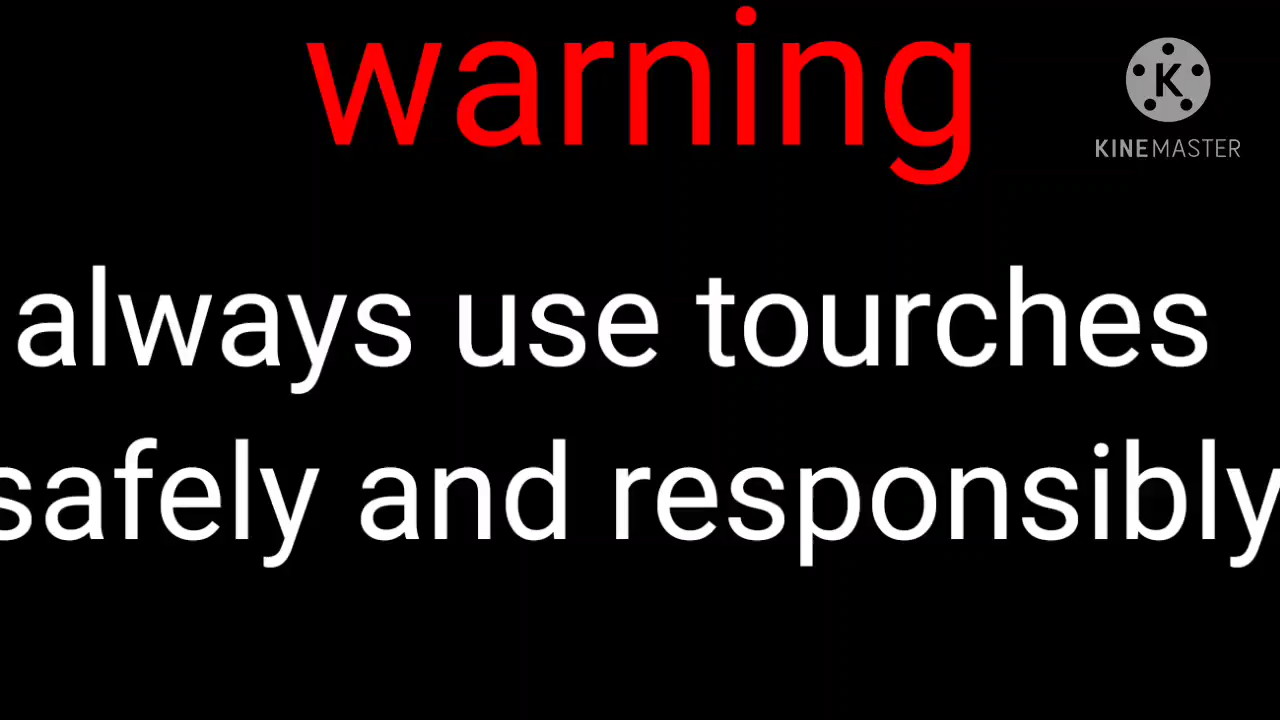 warning
K
KINEMASTER
always use tourches
safely and responsibly